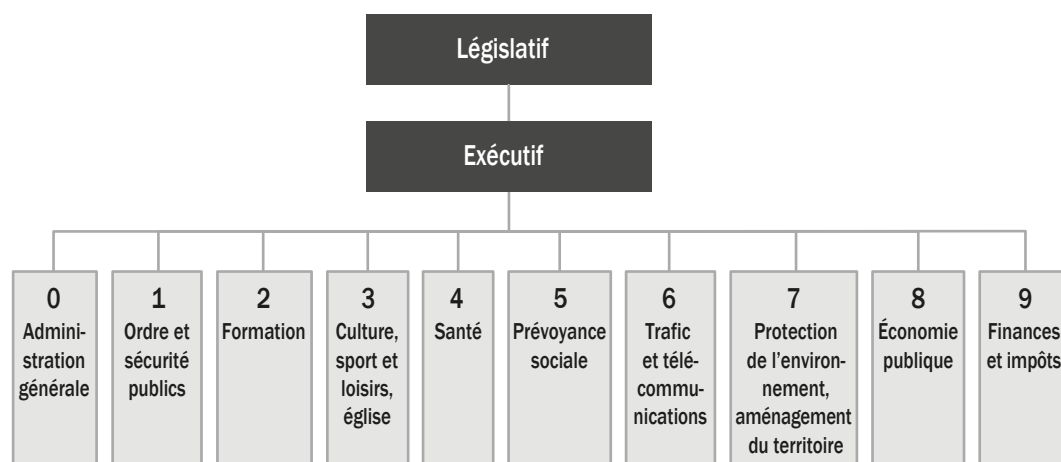 Législatif
Exécutif
0
Admini-
stration
générale
1
Ordre et
sécurité
publics
2
Formation
3
Culture,
sport et
loisirs,
église
4
Santé
5
Prévoyance
sociale
6
Trafic
et télé-
commu-
nications
7
Protection
de l'environ-
nement,
aménagement
du territoire
8
Économie
publique
9
Finances
et impôts